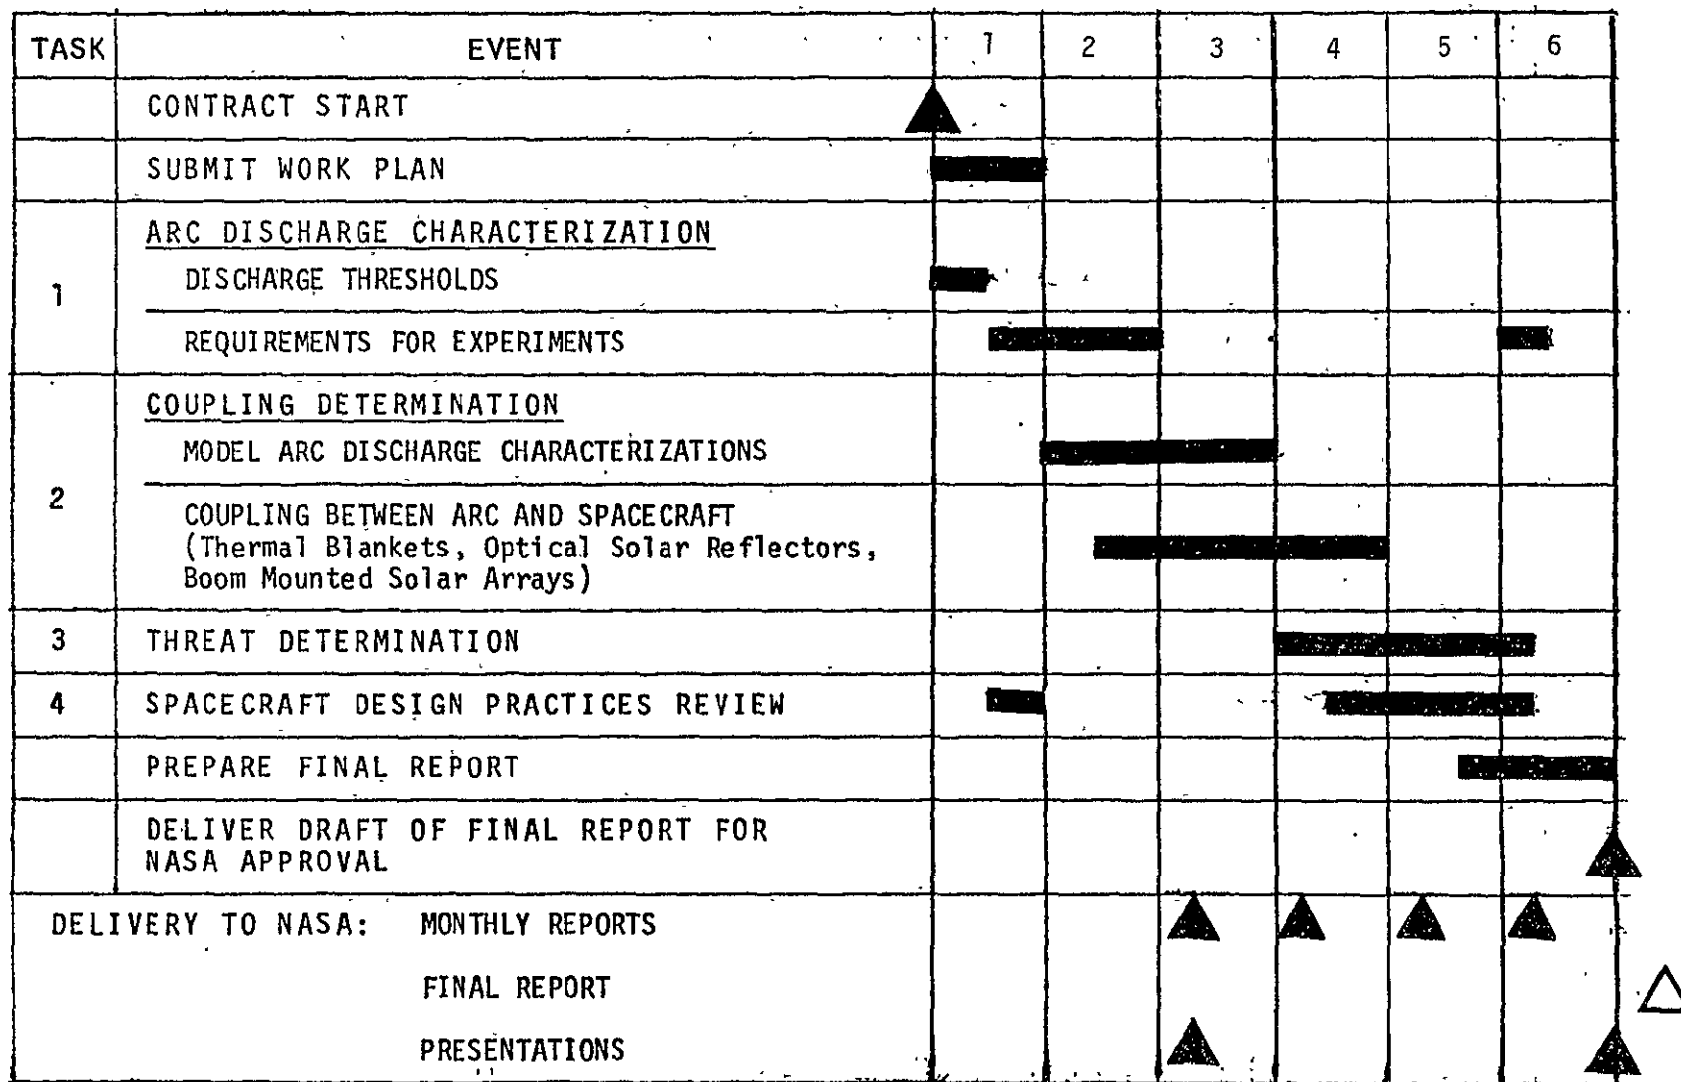 TASK EVENT 1 2 3 4 5 6
CONTRACT START
SUBMIT WORK PLAN
1
ARC DISCHARGE CHARACTERIZATION
DISCHARGE THRESHOLDS
REQUIREMENTS FOR EXPERIMENTS
2
COUPLING DETERMINATION
MODEL ARC DISCHARGE CHARACTERIZATIONS
COUPLING BETWEEN ARC AND SPACECRAFT
(Thermal Blankets, Optical Solar Reflectors,
Boom Mounted Solar Arrays)
3 THREAT DETERMINATION
4 SPACECRAFT DESIGN PRACTICES REVIEW
PREPARE FINAL REPORT
DELIVER DRAFT OF FINAL REPORT FOR
NASA APPROVAL
DELIVERY TO NASA: MONTHLY REPORTS
FINAL REPORT
PRESENTATIONS